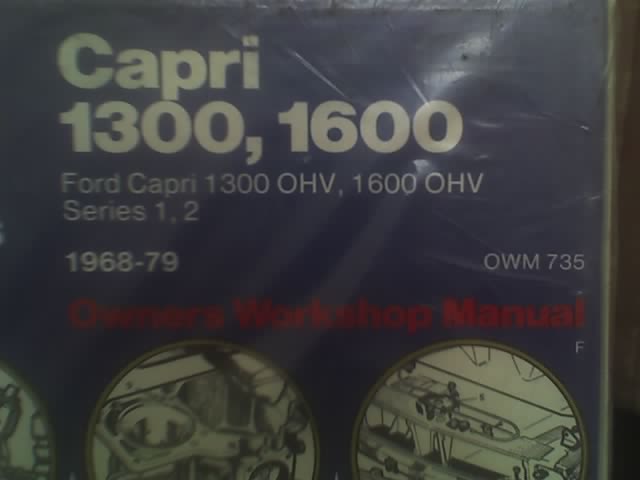 Capri
1300, 1600
Ford Capri 1300 OHV, 1600 OHV
Series 1, 2
1968-79
OWM 735
Owners Workshop Manual
F